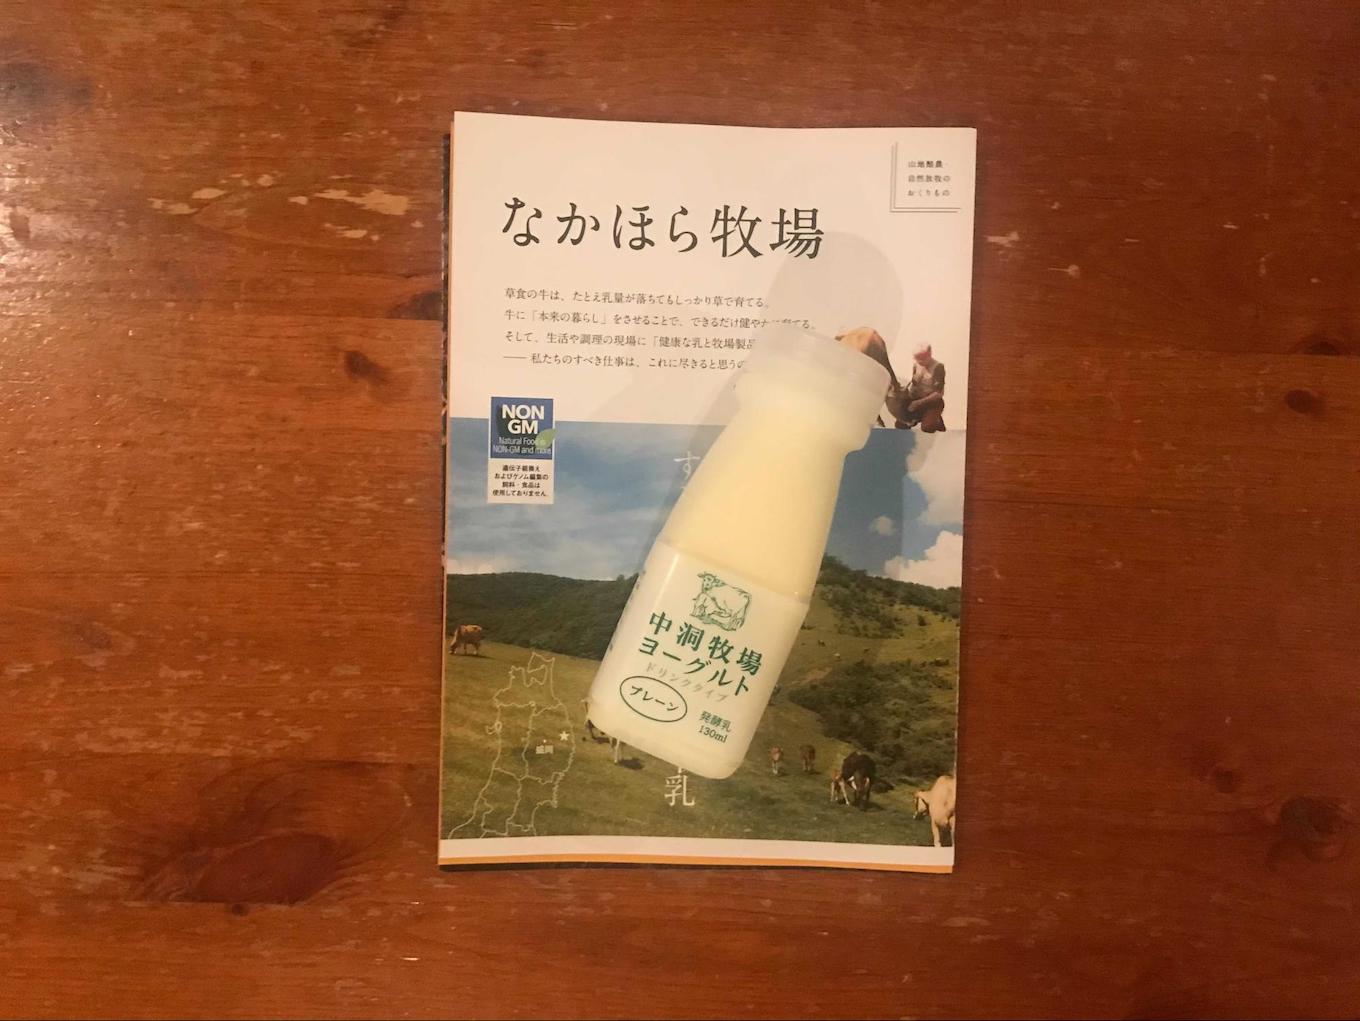 山地酪農・
自然放牧の
おくりもの
なかほら牧場
草食の牛は、たとえ乳量が落ちてもしっかり草で育てる。
牛に「本来の暮らし」をさせることで、できるだけ健や
そして、生活や調理の現場に「健康な乳と牧場製品
── 私たちのすべき仕事は、これに尽きると思うの
NON
GM
Natural Food is
NON-GM and more
遺伝子組換え
およびゲノム編集の
飼料・食品は
使用しておりません。
す
乳
盛岡
中洞牧場
ヨーグルト
ドリンクタイプ
プレーン
発酵乳
130ml